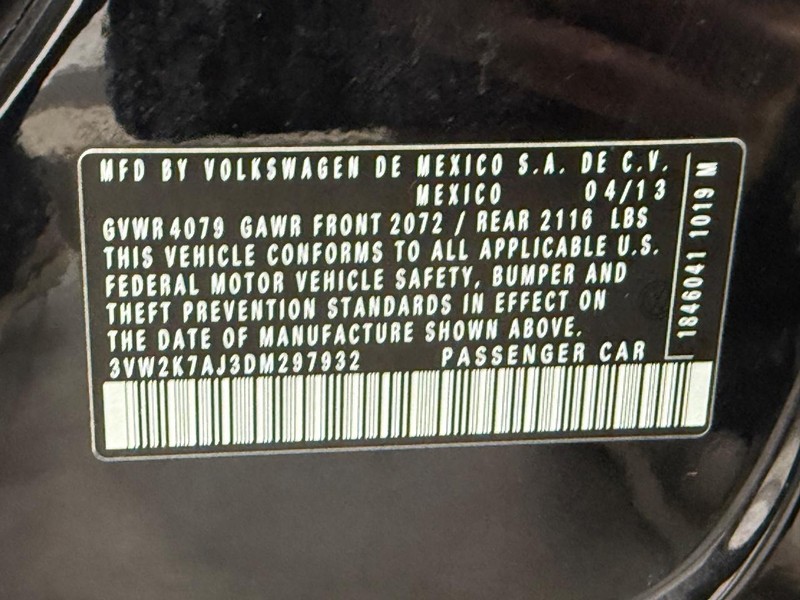 MFD BY VOLKSWAGEN DE MEXICO S.A. DE C.V.
MEXICO 04/13
GVWR 4079 GAWR FRONT 2072 / REAR 2116 LBS
THIS VEHICLE CONFORMS TO ALL APPLICABLE U.S.
FEDERAL MOTOR VEHICLE SAFETY, BUMPER AND
THEFT PREVENTION STANDARDS IN EFFECT ON
THE DATE OF MANUFACTURE SHOWN ABOVE.
3VW2K7AJ3DM297932 PASSENGER CAR
1846041 1019 M